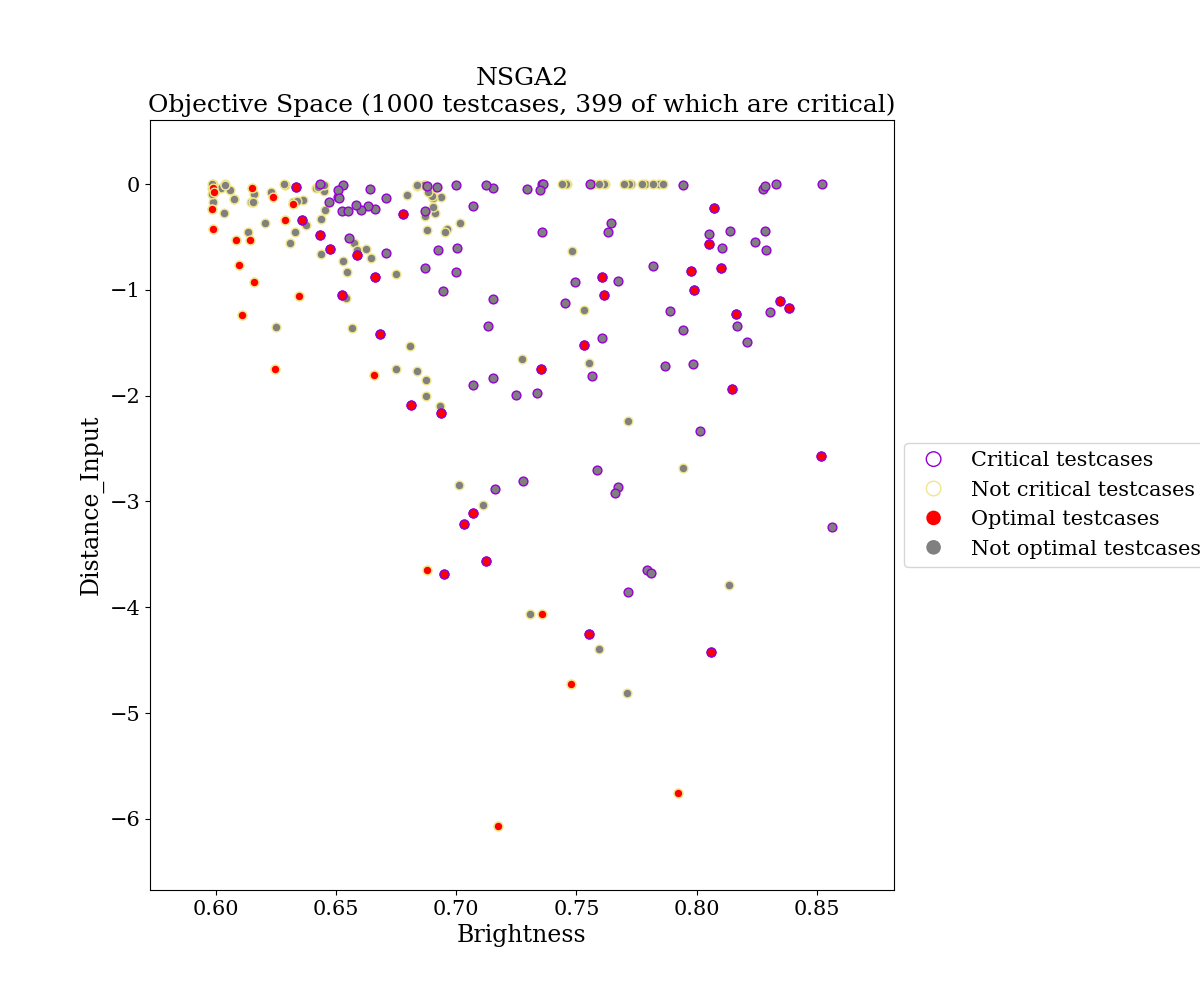 NSGA2
Objective Space (1000 testcases, 399 of which are critical)
0
−1
−2
−3
−4
−5
−6
Distance_Input
0.60 0.65 0.70 0.75 0.80 0.85
Brightness
Critical testcases
Not critical testcases
Optimal testcases
Not optimal testcases